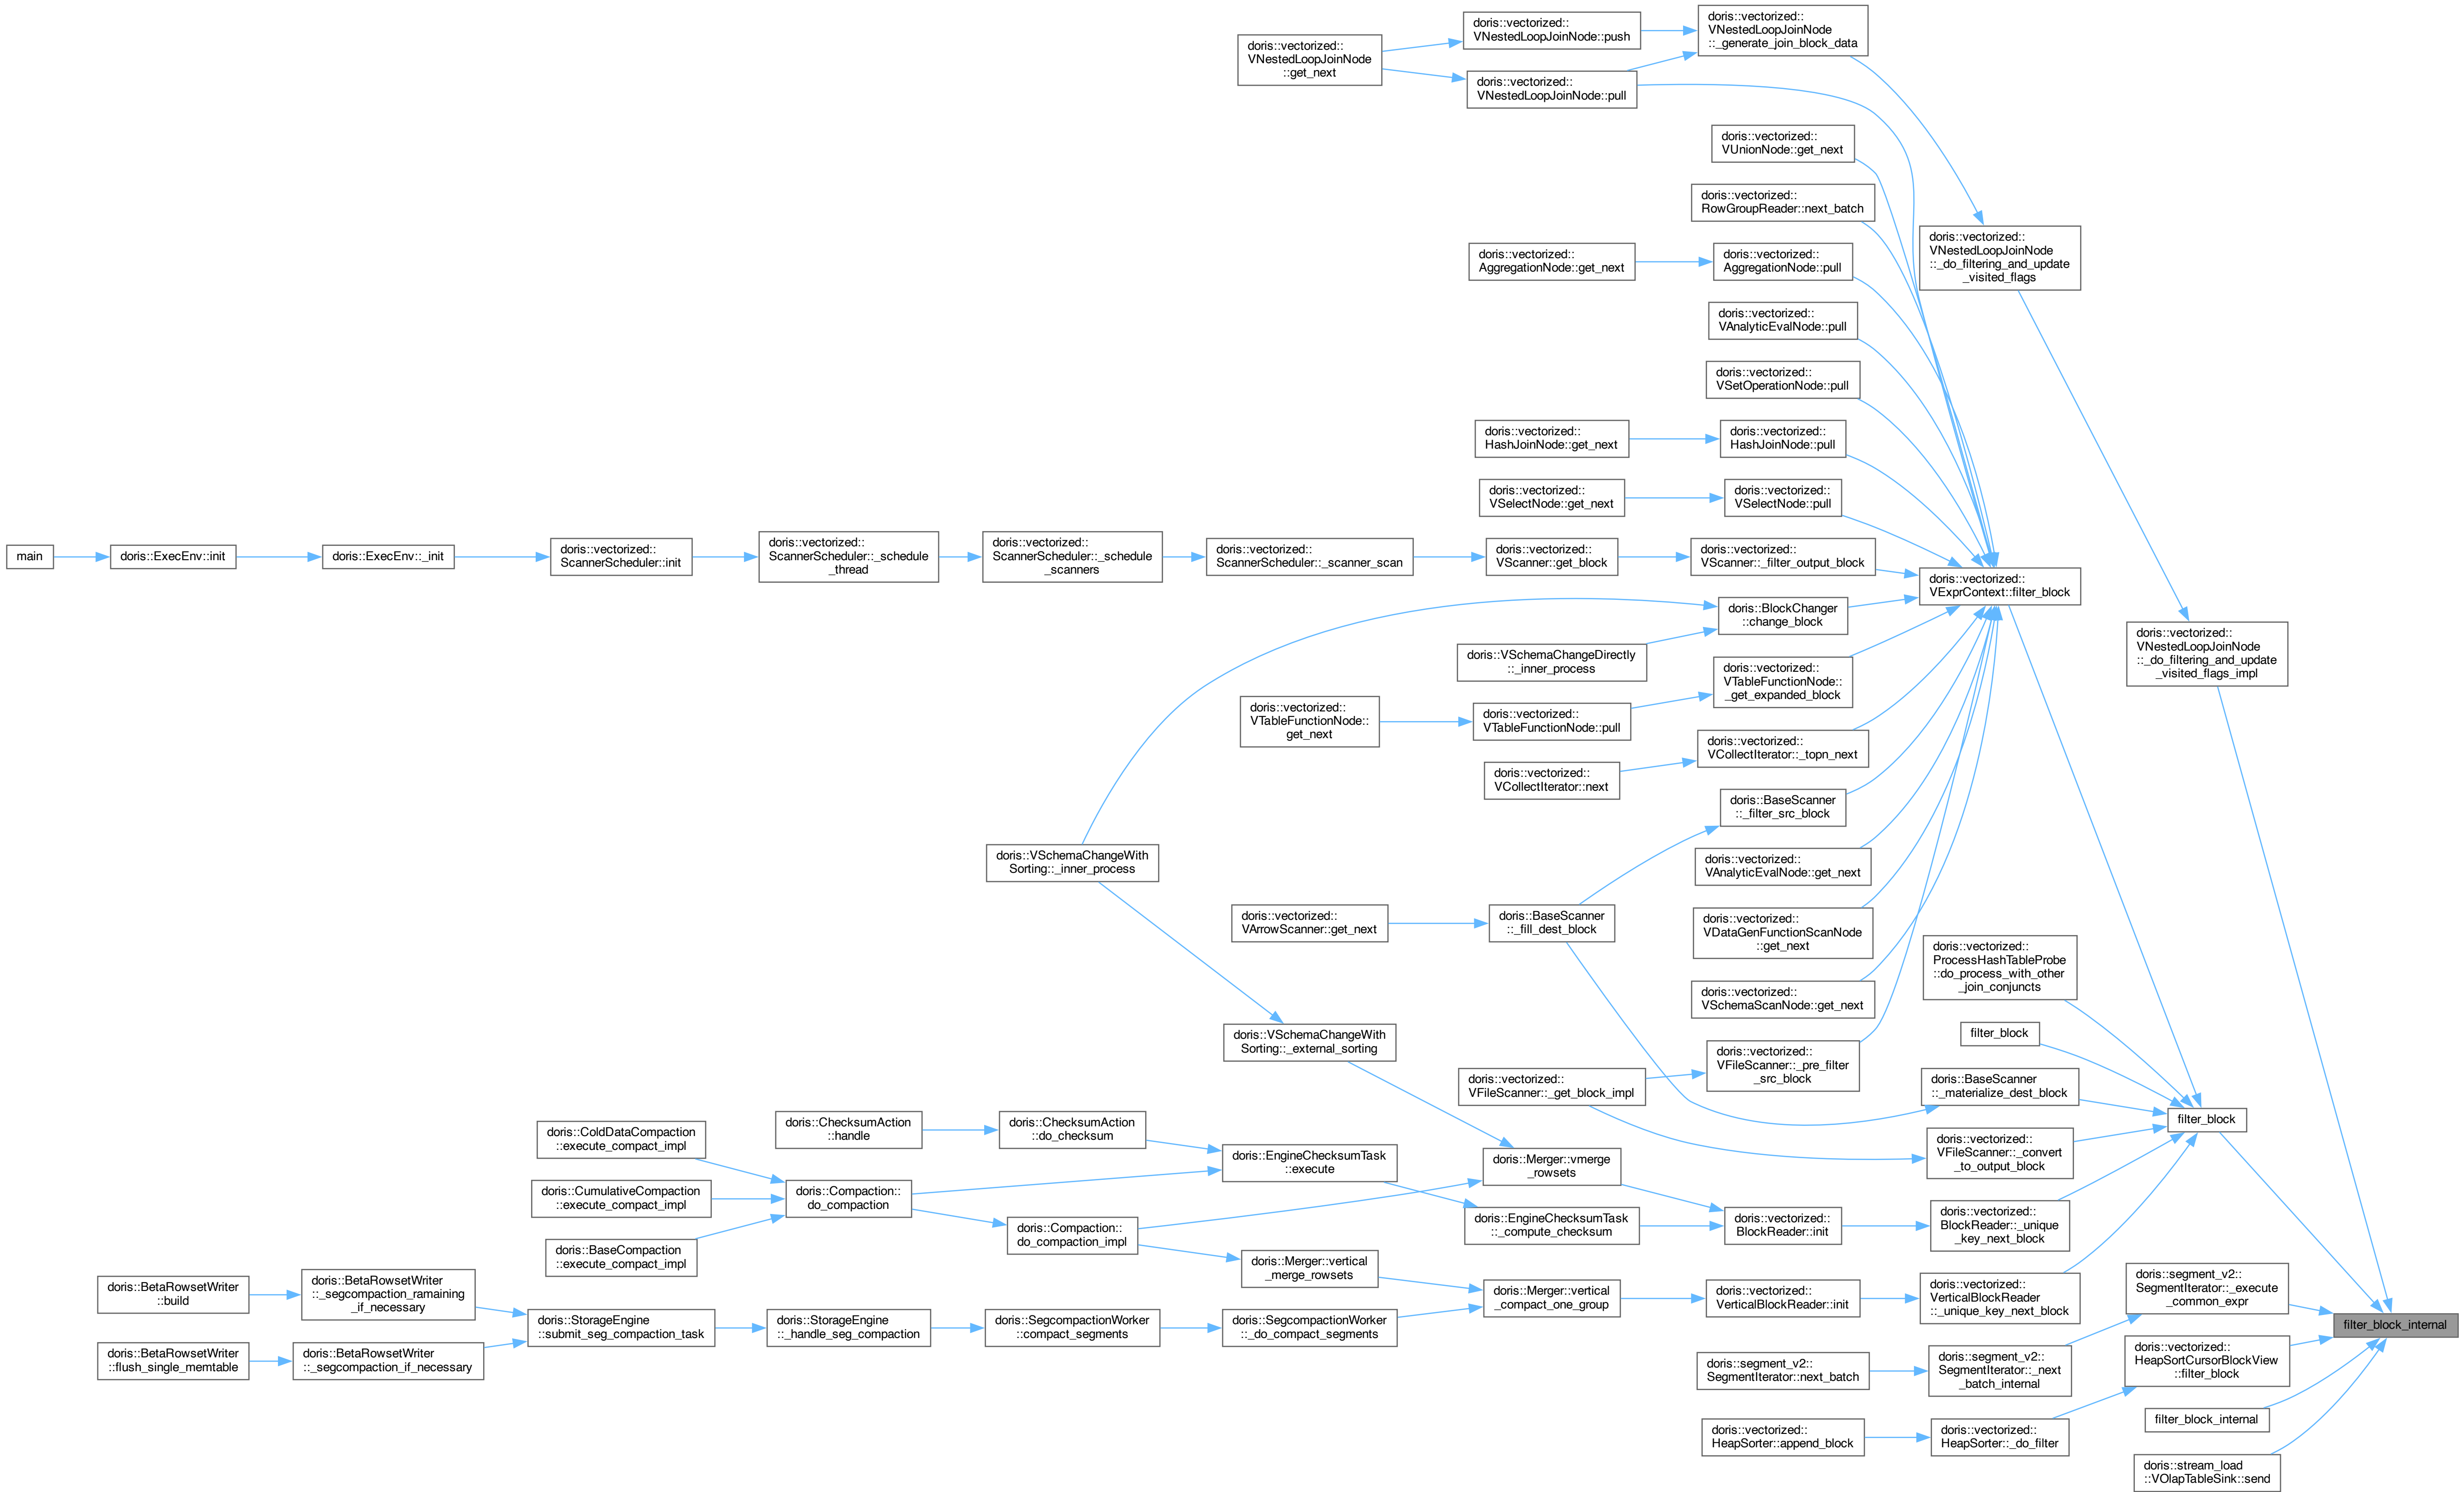 doris::vectorized::
VNestedLoopJoinNode
::get_next
doris::vectorized::
VNestedLoopJoinNode::push
doris::vectorized::
VNestedLoopJoinNode::pull
doris::vectorized::
VNestedLoopJoinNode
::_generate_join_block_data
doris::vectorized::
VUnionNode::get_next
doris::vectorized::
RowGroupReader::next_batch
doris::vectorized::
AggregationNode::get_next
doris::vectorized::
AggregationNode::pull
doris::vectorized::
VNestedLoopJoinNode
::_do_filtering_and_update
_visited_flags
doris::vectorized::
VAnalyticEvalNode::pull
doris::vectorized::
VSetOperationNode::pull
doris::vectorized::
HashJoinNode::get_next
doris::vectorized::
HashJoinNode::pull
doris::vectorized::
VSelectNode::get_next
doris::vectorized::
VSelectNode::pull
main
doris::ExecEnv::init
doris::ExecEnv::_init
doris::vectorized::
ScannerScheduler::init
doris::vectorized::
ScannerScheduler::_schedule
_thread
doris::vectorized::
ScannerScheduler::_schedule
_scanners
doris::vectorized::
ScannerScheduler::_scanner_scan
doris::vectorized::
VScanner::get_block
doris::vectorized::
VScanner::_filter_output_block
doris::vectorized::
VExprContext::filter_block
doris::BlockChanger
::change_block
doris::VSchemaChangeDirectly
::_inner_process
doris::vectorized::
VTableFunctionNode::
_get_expanded_block
doris::vectorized::
VNestedLoopJoinNode
::_do_filtering_and_update
_visited_flags_impl
doris::vectorized::
VTableFunctionNode::
get_next
doris::vectorized::
VTableFunctionNode::pull
doris::vectorized::
VCollectIterator::_topn_next
doris::vectorized::
VCollectIterator::next
doris::BaseScanner
::_filter_src_block
doris::VSchemaChangeWith
Sorting::_inner_process
doris::vectorized::
VAnalyticEvalNode::get_next
doris::vectorized::
VArrowScanner::get_next
doris::BaseScanner
::_fill_dest_block
doris::vectorized::
VDataGenFunctionScanNode
::get_next
doris::vectorized::
ProcessHashTableProbe
::do_process_with_other
_join_conjuncts
doris::vectorized::
VSchemaScanNode::get_next
filter_block
doris::VSchemaChangeWith
Sorting::_external_sorting
doris::vectorized::
VFileScanner::_pre_filter
_src_block
doris::vectorized::
VFileScanner::_get_block_impl
doris::BaseScanner
::_materialize_dest_block
filter_block
doris::ColdDataCompaction
::execute_compact_impl
doris::ChecksumAction
::handle
doris::ChecksumAction
::do_checksum
doris::EngineChecksumTask
::execute
doris::Merger::vmerge
_rowsets
doris::vectorized::
VFileScanner::_convert
_to_output_block
doris::CumulativeCompaction
::execute_compact_impl
doris::Compaction::
do_compaction
doris::Compaction::
do_compaction_impl
doris::EngineChecksumTask
::_compute_checksum
doris::vectorized::
BlockReader::init
doris::vectorized::
BlockReader::_unique
_key_next_block
doris::BaseCompaction
::execute_compact_impl
doris::Merger::vertical
_merge_rowsets
doris::BetaRowsetWriter
::build
doris::BetaRowsetWriter
::_segcompaction_ramaining
_if_necessary
doris::Merger::vertical
_compact_one_group
doris::vectorized::
VerticalBlockReader::init
doris::vectorized::
VerticalBlockReader
::_unique_key_next_block
doris::segment_v2::
SegmentIterator::_execute
_common_expr
filter_block_internal
doris::StorageEngine
::submit_seg_compaction_task
doris::StorageEngine
::_handle_seg_compaction
doris::SegcompactionWorker
::compact_segments
doris::SegcompactionWorker
::_do_compact_segments
doris::BetaRowsetWriter
::flush_single_memtable
doris::BetaRowsetWriter
::_segcompaction_if_necessary
doris::segment_v2::
SegmentIterator::next_batch
doris::segment_v2::
SegmentIterator::_next
_batch_internal
doris::vectorized::
HeapSortCursorBlockView
::filter_block
filter_block_internal
doris::vectorized::
HeapSorter::append_block
doris::vectorized::
HeapSorter::_do_filter
doris::stream_load
::VOlapTableSink::send